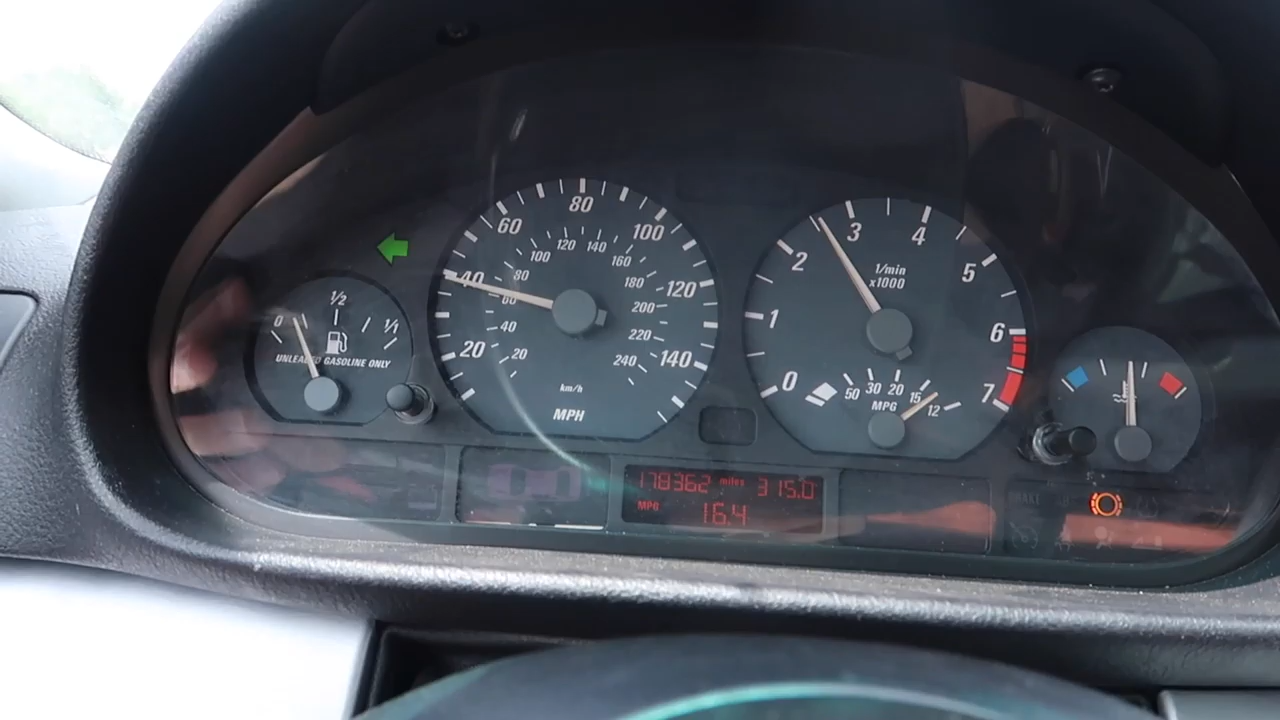 0 1/2 1/1
UNLEADED GASOLINE ONLY
20 40 60 80 100 120 140
20 40 60 80 100 120 140 160 180 200 220 240
km/h
MPH
0 1 2 3 4 5 6 7
1/min
x1000
50 30 20 15 12
MPG
178362 miles 315.0
MPG 16.4
BRAKE